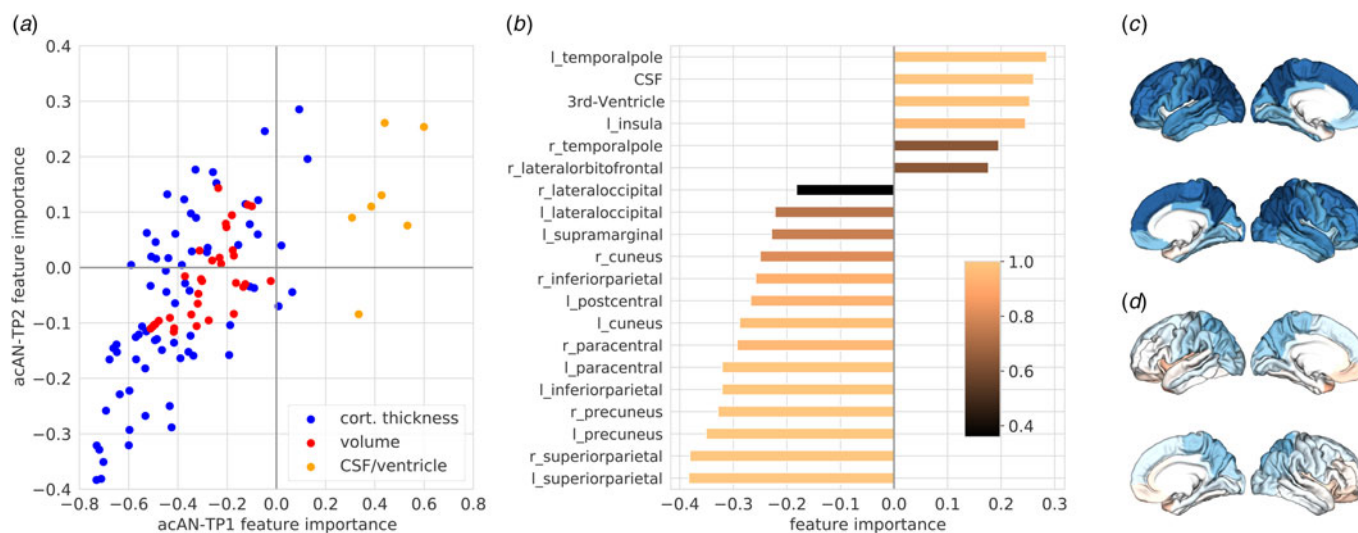 (a)
acAN-TP2 feature importance
0.4
0.3
0.2
0.1
0.0
−0.1
−0.2
−0.3
−0.4
cort. thickness
volume
CSF/ventricle
−0.8 −0.6 −0.4 −0.2 0.0 0.2 0.4 0.6 0.8
acAN-TP1 feature importance
(b)
l_temporalpole
CSF
3rd-Ventricle
l_insula
r_temporalpole
r_lateralorbitofrontal
r_lateraloccipital
l_lateraloccipital
l_supramarginal
r_cuneus
r_inferiorparietal
l_postcentral
l_cuneus
r_paracentral
l_paracentral
l_inferiorparietal
r_precuneus
l_precuneus
r_superiorparietal
l_superiorparietal
1.0
0.8
0.6
0.4
−0.4 −0.3 −0.2 −0.1 0.0 0.1 0.2 0.3
feature importance
(c)
(d)